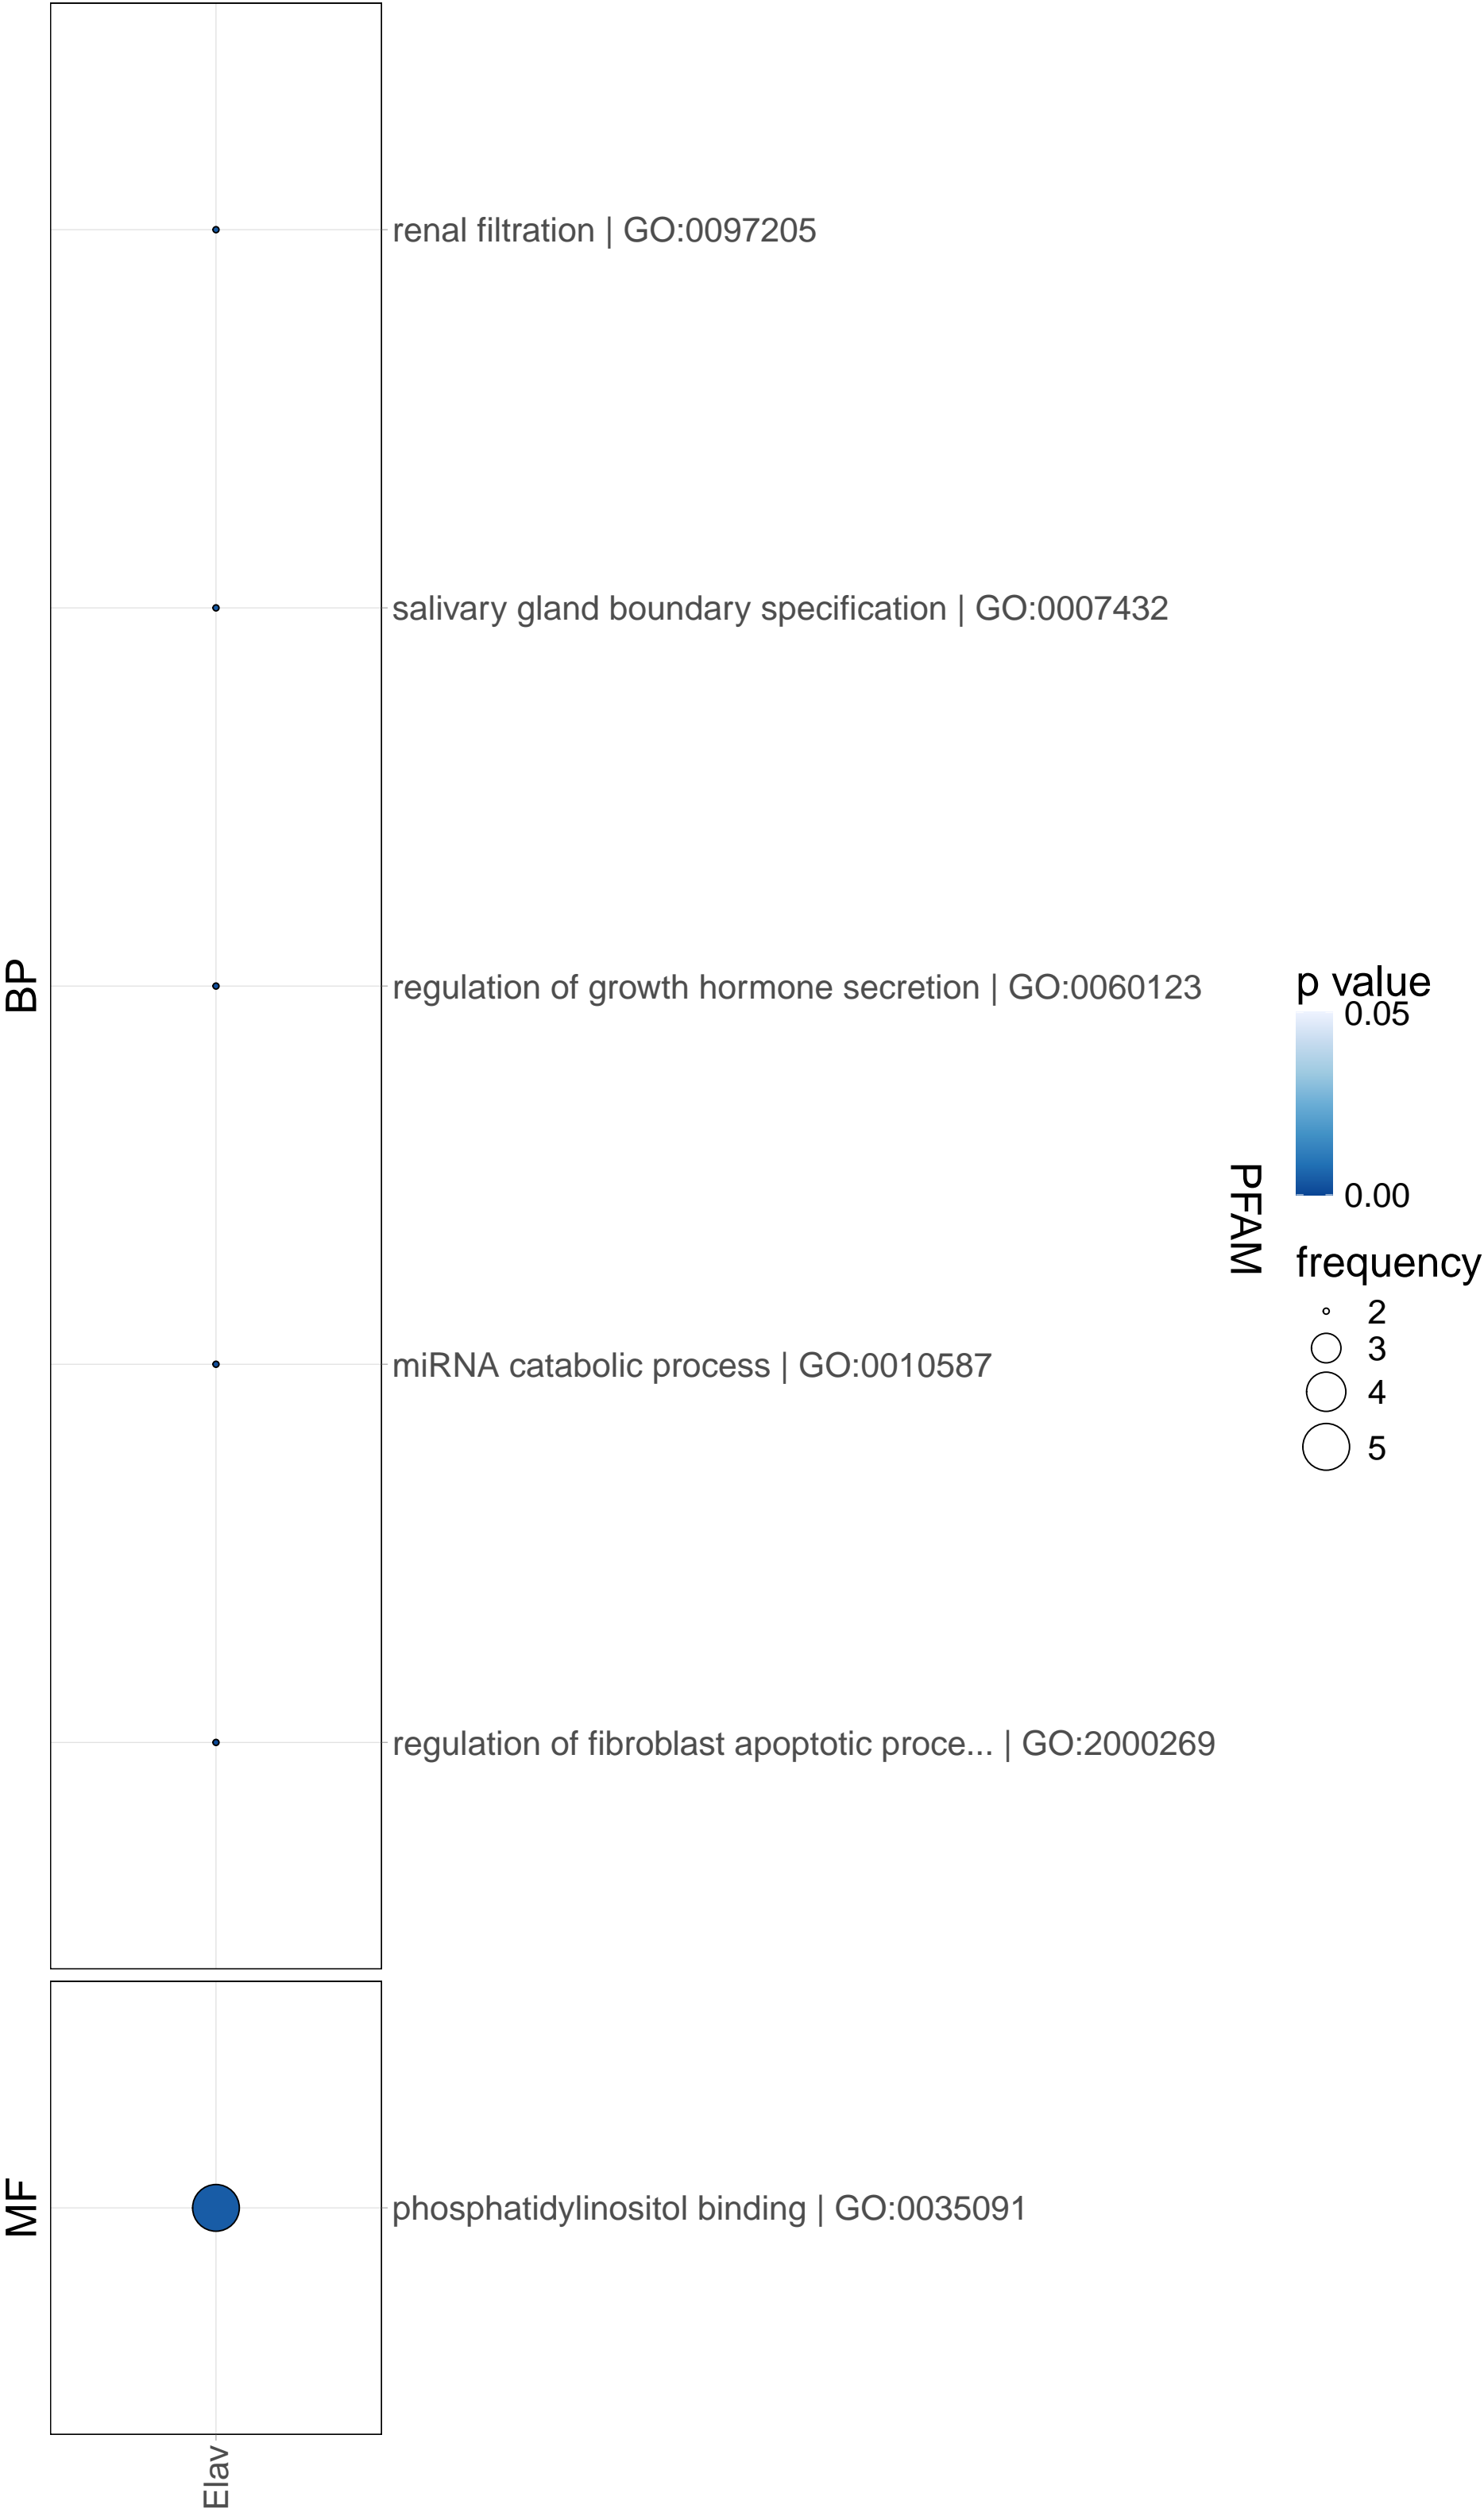 BP
renal filtration | GO:0097205
salivary gland boundary specification | GO:0007432
regulation of growth hormone secretion | GO:0060123
miRNA catabolic process | GO:0010587
regulation of fibroblast apoptotic proce... | GO:2000269
MF
phosphatidylinositol binding | GO:0035091
Elav
PFAM
p value
0.05
0.00
frequency
2
3
4
5